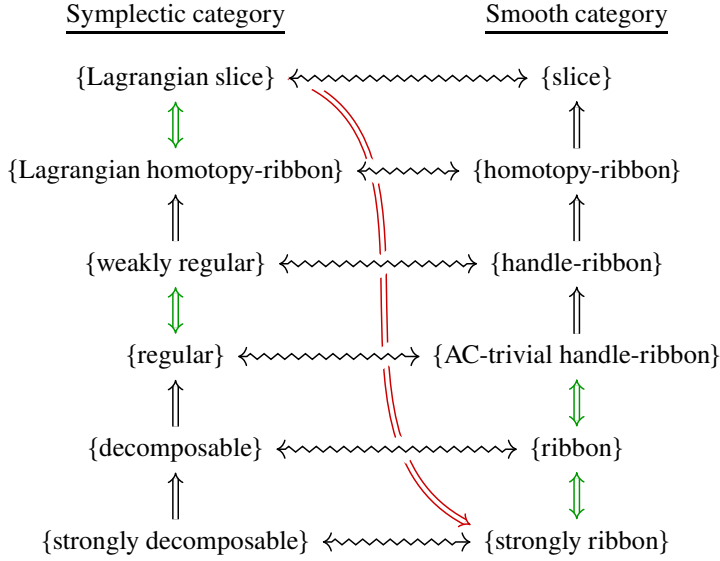 Symplectic category Smooth category
{Lagrangian slice} {slice}
{Lagrangian homotopy-ribbon} {homotopy-ribbon}
{weakly regular} {handle-ribbon}
{regular} {AC-trivial handle-ribbon}
{decomposable} {ribbon}
{strongly decomposable} {strongly ribbon}